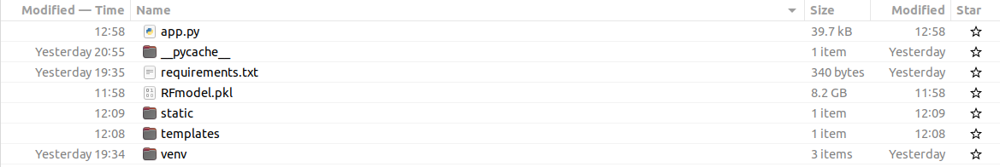 Modified — Time Name Size Modified Star
12:58 app.py 39.7 kB 12:58
Yesterday 20:55 __pycache__ 1 item Yesterday
Yesterday 19:35 requirements.txt 340 bytes Yesterday
11:58 RFmodel.pkl 8.2 GB 11:58
12:09 static 1 item 12:09
12:08 templates 1 item 12:08
Yesterday 19:34 venv 3 items Yesterday